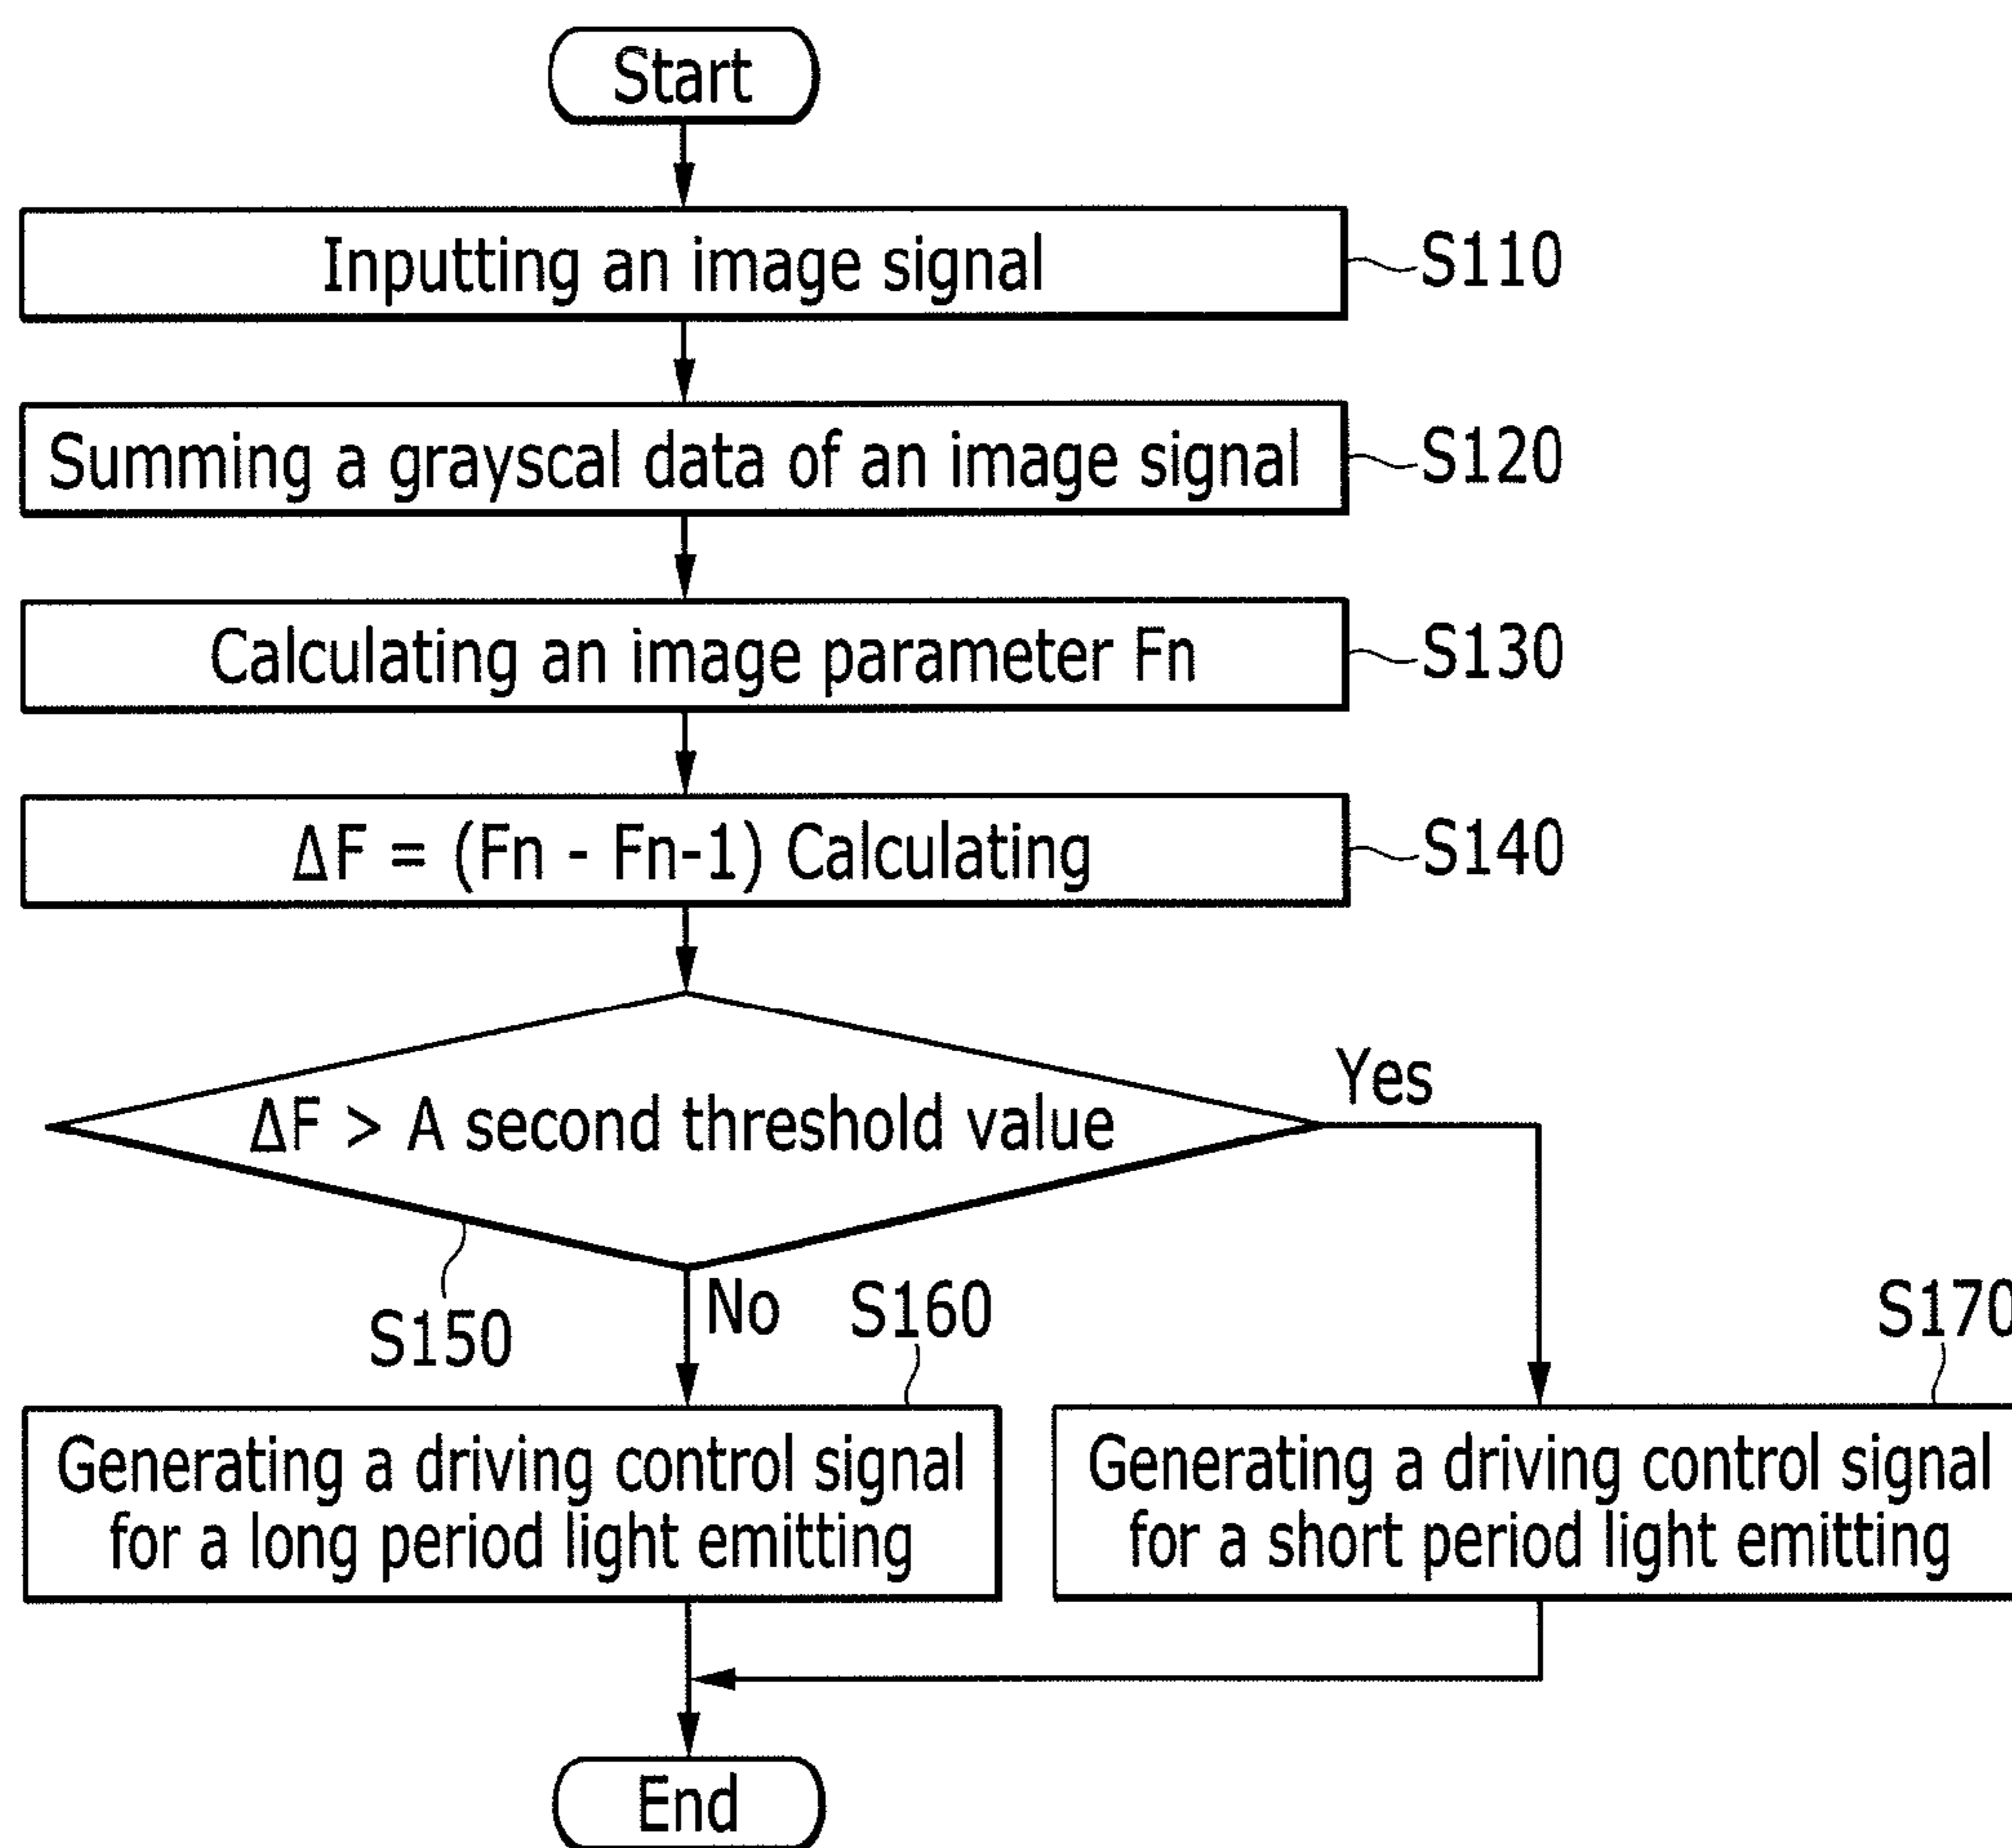 Start
Inputting an image signal
S110
Summing a grayscal data of an image signal
S120
Calculating an image parameter Fn
S130
ΔF = (Fn - Fn-1) Calculating
S140
ΔF > A second threshold value
Yes
S150
No
S160
S170
Generating a driving control signal
for a long period light emitting
Generating a driving control signal
for a short period light emitting
End